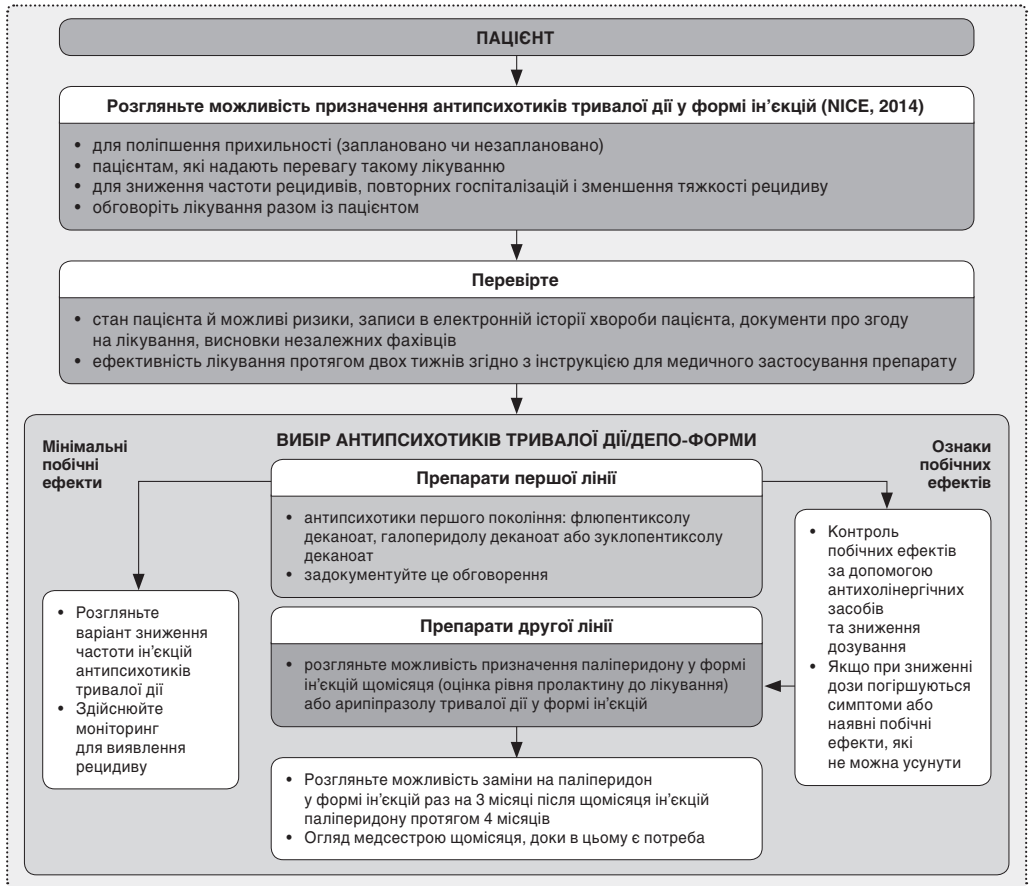 ПАЦІЄНТ
Розгляньте можливість призначення антипсихотиків тривалої дії у формі ін’єкцій (NICE, 2014)
• для поліпшення прихильності (заплановано чи незаплановано)
• пацієнтам, які надають перевагу такому лікуванню
• для зниження частоти рецидивів, повторних госпіталізацій і зменшення тяжкості рецидиву
• обговоріть лікування разом із пацієнтом
Перевірте
• стан пацієнта й можливі ризики, записи в електронній історії хвороби пацієнта, документи про згоду
на лікування, висновки незалежних фахівців
• ефективність лікування протягом двох тижнів згідно з інструкцією для медичного застосування препарату
ВИБІР АНТИПСИХОТИКІВ ТРИВАЛОЇ ДІЇ/ДЕПО-ФОРМИ
Мінімальні
побічні
ефекти
Ознаки
побічних
ефектів
Препарати першої лінії
• антипсихотики першого покоління: флюпентиксолу
деканоат, галоперидолу деканоат або зуклопентиксолу
деканоат
• задокументуйте це обговорення
• Розгляньте
варіант зниження
частоти ін’єкцій
антипсихотиків
тривалої дії
• Здійснюйте
моніторинг
для виявлення
рецидиву
• Контроль
побічних ефектів
за допомогою
антихолінергічних
засобів
та зниження
дозування
• Якщо при зниженні
дози погіршуються
симптоми або
наявні побічні
ефекти, які
не можна усунути
Препарати другої лінії
• розгляньте можливість призначення паліперидону у формі
ін’єкцій щомісяця (оцінка рівня пролактину до лікування)
або арипіпразолу тривалої дії у формі ін’єкцій
• Розгляньте можливість заміни на паліперидон
у формі ін’єкцій раз на 3 місяці після щомісяця ін’єкцій
паліперидону протягом 4 місяців
• Огляд медсестрою щомісяця, доки в цьому є потреба